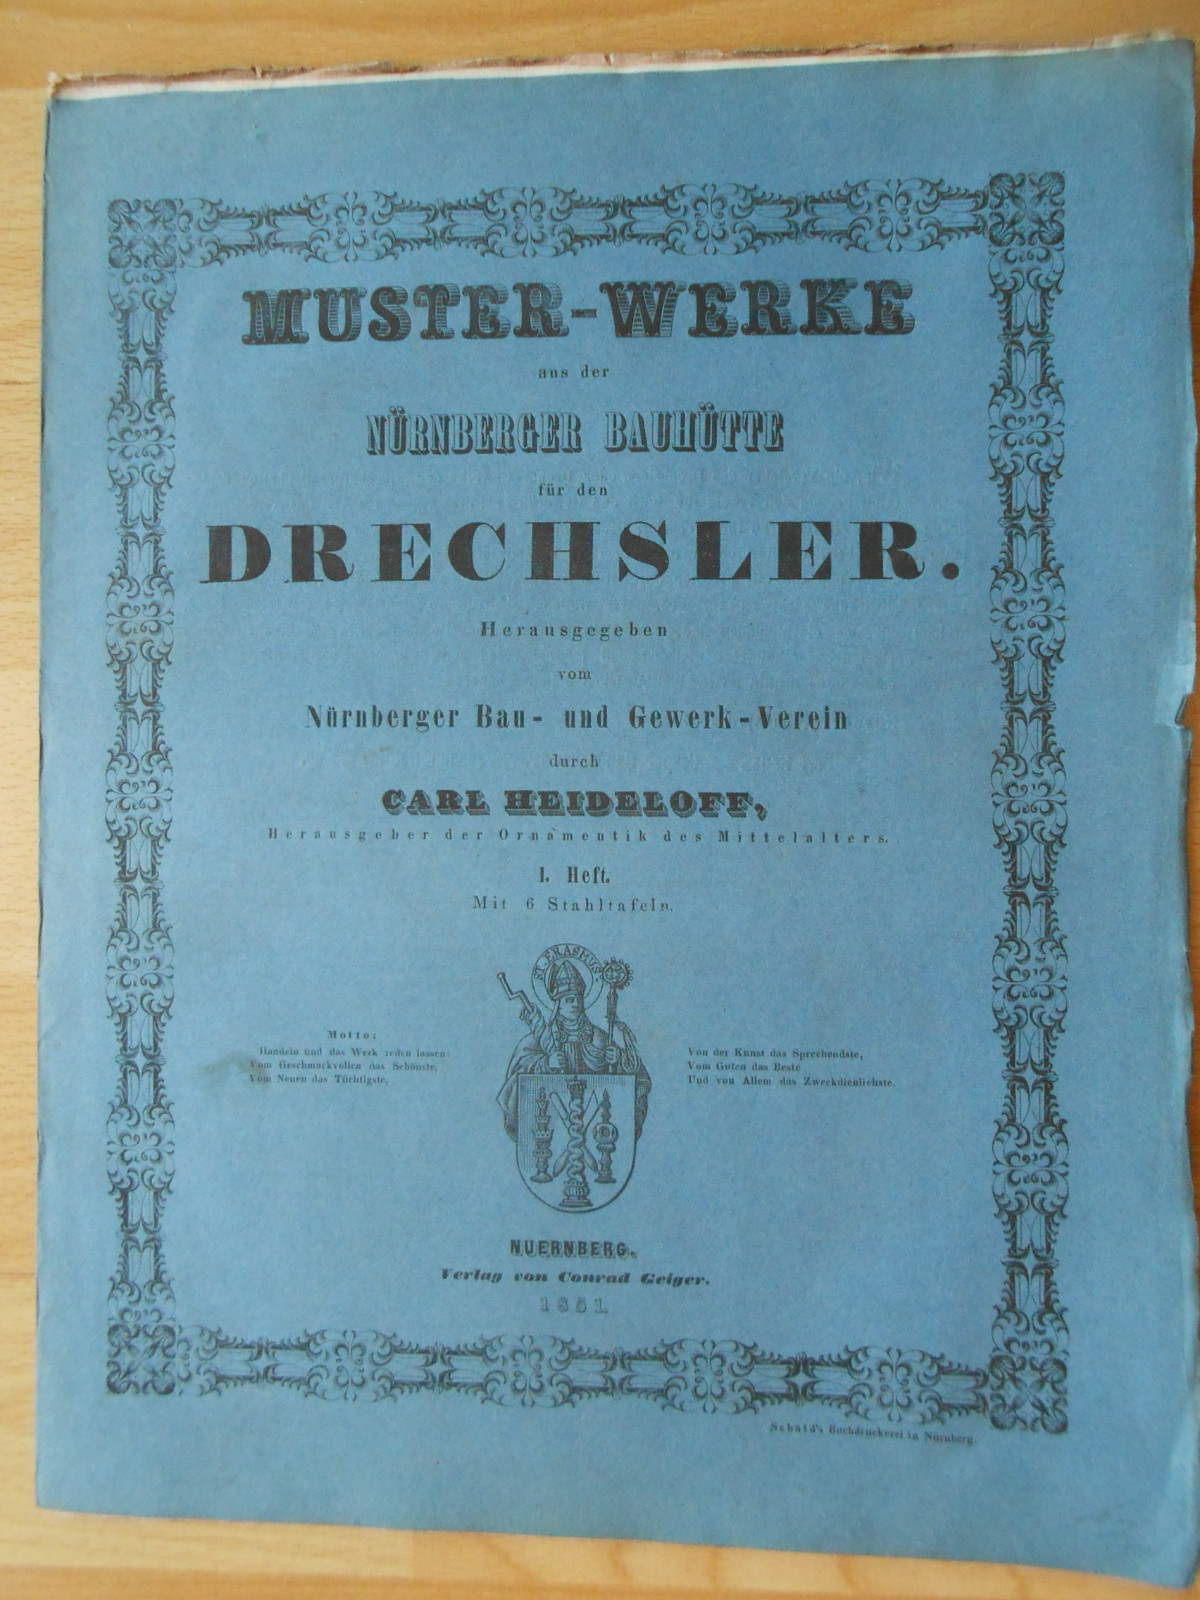 MUSTER-WERKE
aus der
NÜRNBERGER BAUHÜTTE
für den
DRECHSLER.
Herausgegeben
vom
Nürnberger Bau- und Gewerk-Verein
durch
CARL HEIDELOFF,
Herausgeber der Ornamentik des Mittelalters.
I. Heft.
Mit 6 Stahltafeln.
ST. ERASMUS.
Motto:
Handeln und das Werk reden lassen:
Vom Geschmackvollen das Schönste,
Vom Neuen das Tüchtigste,
Von der Kunst das Sprechendste,
Vom Guten das Beste
Und von Allem das Zweckdienlichste.
NUERNBERG.
Verlag von Conrad Geiger.
1851.
Sebald's Buchdruckerei in Nürnberg.